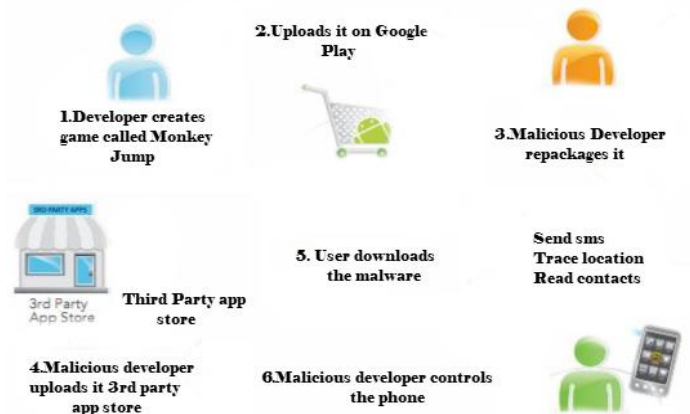 1.Developer creates
game called Monkey
Jump
2.Uploads it on Google
Play
3.Malicious Developer
repackages it
3RD PARTY APPS
3rd Party
App Store
Third Party app
store
4.Malicious developer
uploads it 3rd party
app store
5. User downloads
the malware
Send sms
Trace location
Read contacts
6.Malicious developer controls
the phone